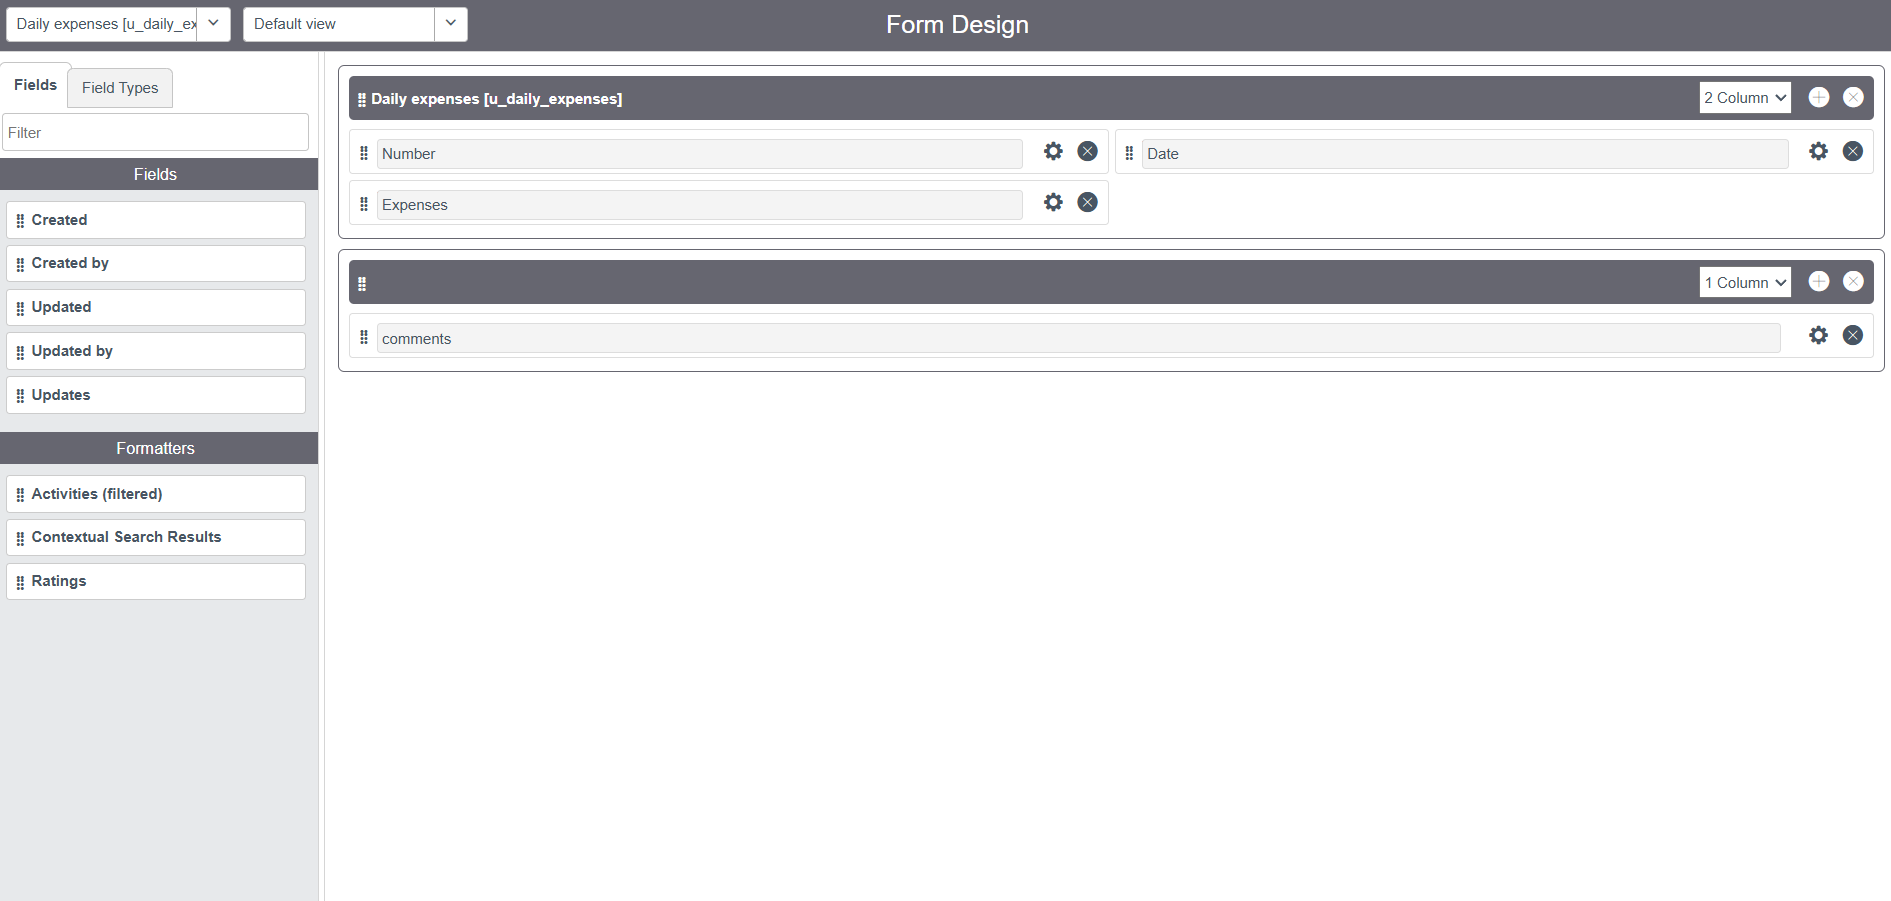 Daily expenses [u_daily_ex
Default view
Form Design
Fields
Field Types
Filter
Fields
Created
Created by
Updated
Updated by
Updates
Formatters
Activities (filtered)
Contextual Search Results
Ratings
Daily expenses [u_daily_expenses]
2 Column
Number
Date
Expenses
1 Column
comments